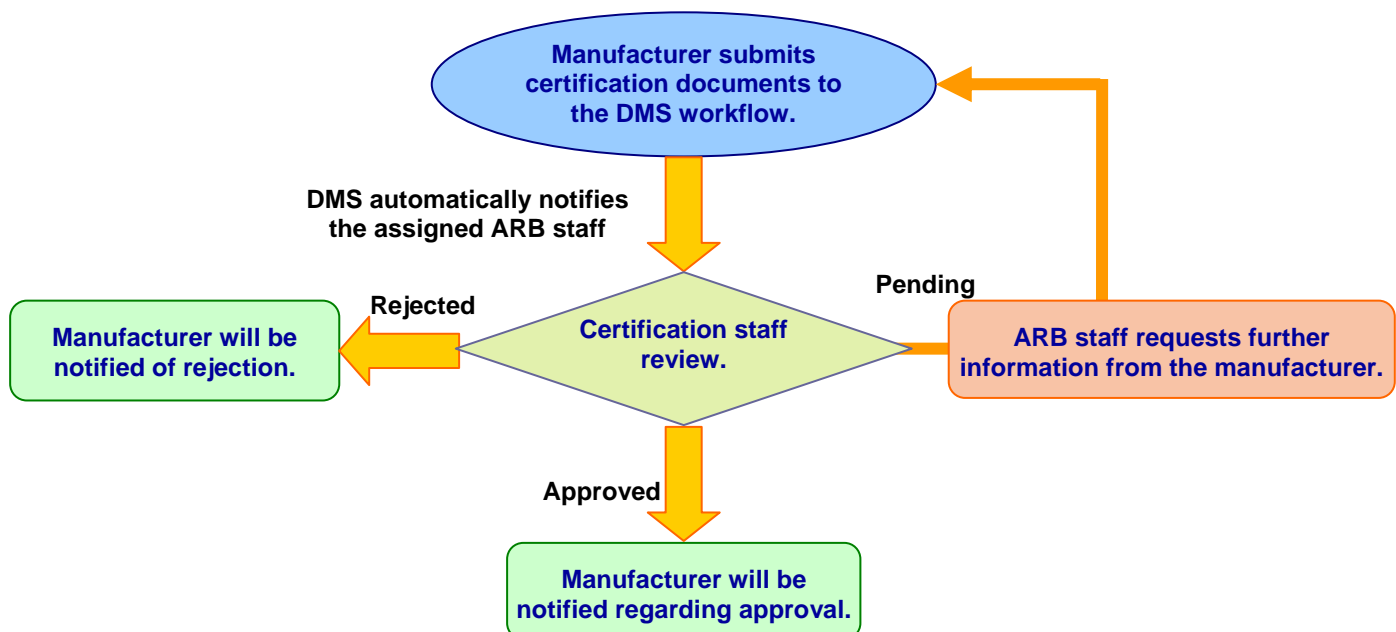 Manufacturer submits
certification documents to
the DMS workflow.
DMS automatically notifies
the assigned ARB staff
Rejected
Pending
Manufacturer will be
notified of rejection.
Certification staff
review.
ARB staff requests further
information from the manufacturer.
Approved
Manufacturer will be
notified regarding approval.